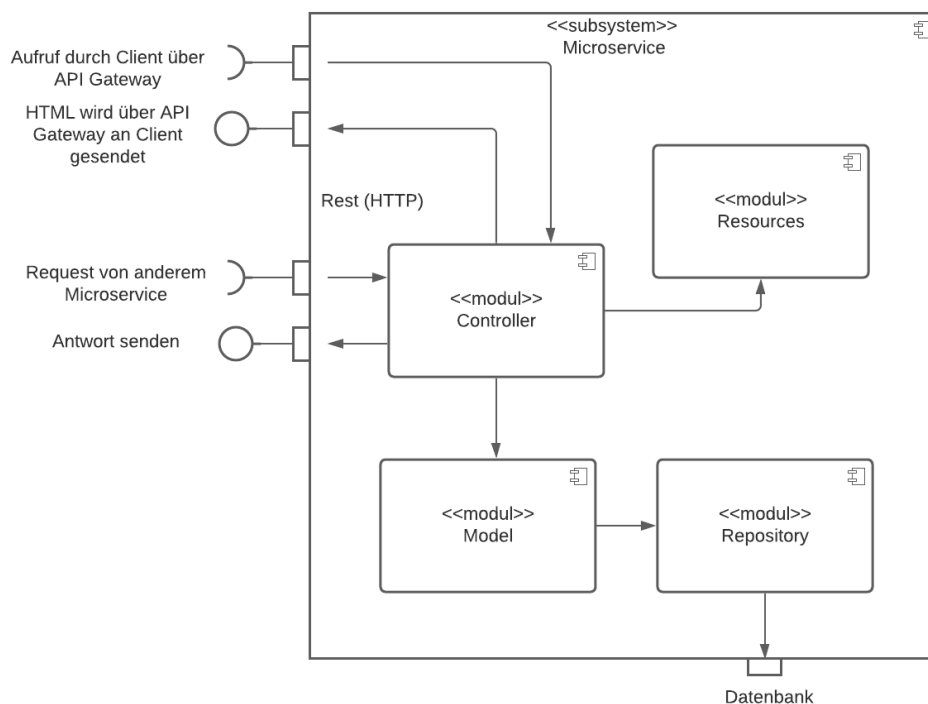 <<subsystem>>
Microservice
Aufruf durch Client über
API Gateway
HTML wird über API
Gateway an Client
gesendet
Rest (HTTP)
<<modul>>
Resources
Request von anderem
Microservice
Antwort senden
<<modul>>
Controller
<<modul>>
Model
<<modul>>
Repository
Datenbank